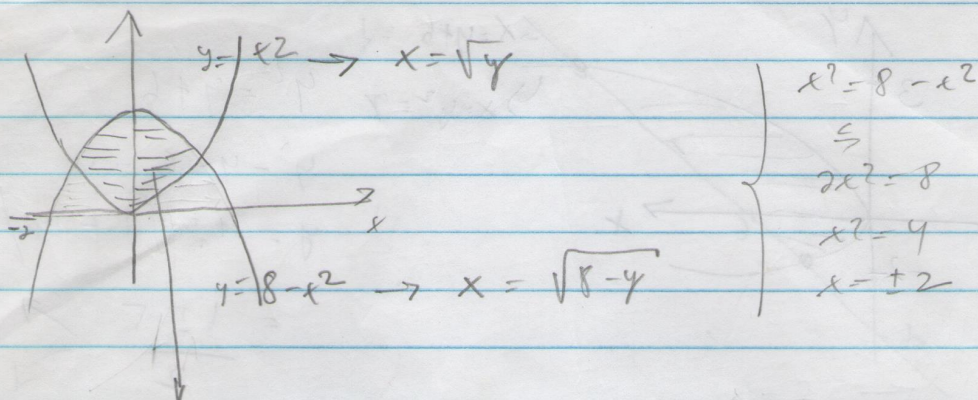 y = x2 → x = √y
-2
x
y = 8 - x² → x = √8-y
x² = 8 - x²
2x² = 8
x² = 4
x = ± 2